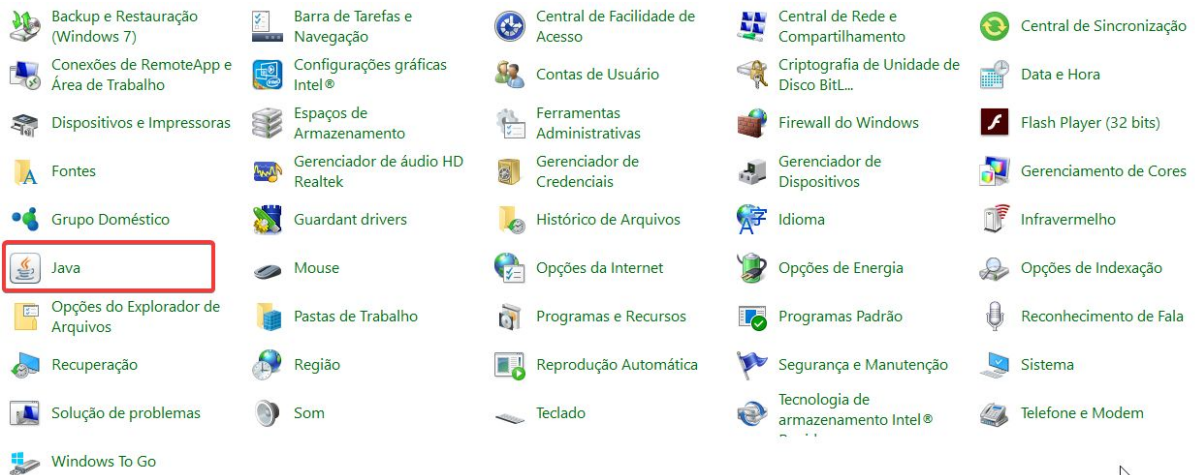 Backup e Restauração
(Windows 7)
Barra de Tarefas e
Navegação
Central de Facilidade de
Acesso
Central de Rede e
Compartilhamento
Central de Sincronização
Conexões de RemoteApp e
Área de Trabalho
Configurações gráficas
Intel®
Contas de Usuário
Criptografia de Unidade de
Disco BitL...
Data e Hora
Dispositivos e Impressoras
Espaços de
Armazenamento
Ferramentas
Administrativas
Firewall do Windows
Flash Player (32 bits)
Fontes
Gerenciador de áudio HD
Realtek
Gerenciador de
Credenciais
Gerenciador de
Dispositivos
Gerenciamento de Cores
Grupo Doméstico
Guardant drivers
Histórico de Arquivos
Idioma
Infravermelho
Java
Mouse
Opções da Internet
Opções de Energia
Opções de Indexação
Opções do Explorador de
Arquivos
Pastas de Trabalho
Programas e Recursos
Programas Padrão
Reconhecimento de Fala
Recuperação
Região
Reprodução Automática
Segurança e Manutenção
Sistema
Solução de problemas
Som
Teclado
Tecnologia de
armazenamento Intel®
Telefone e Modem
Windows To Go